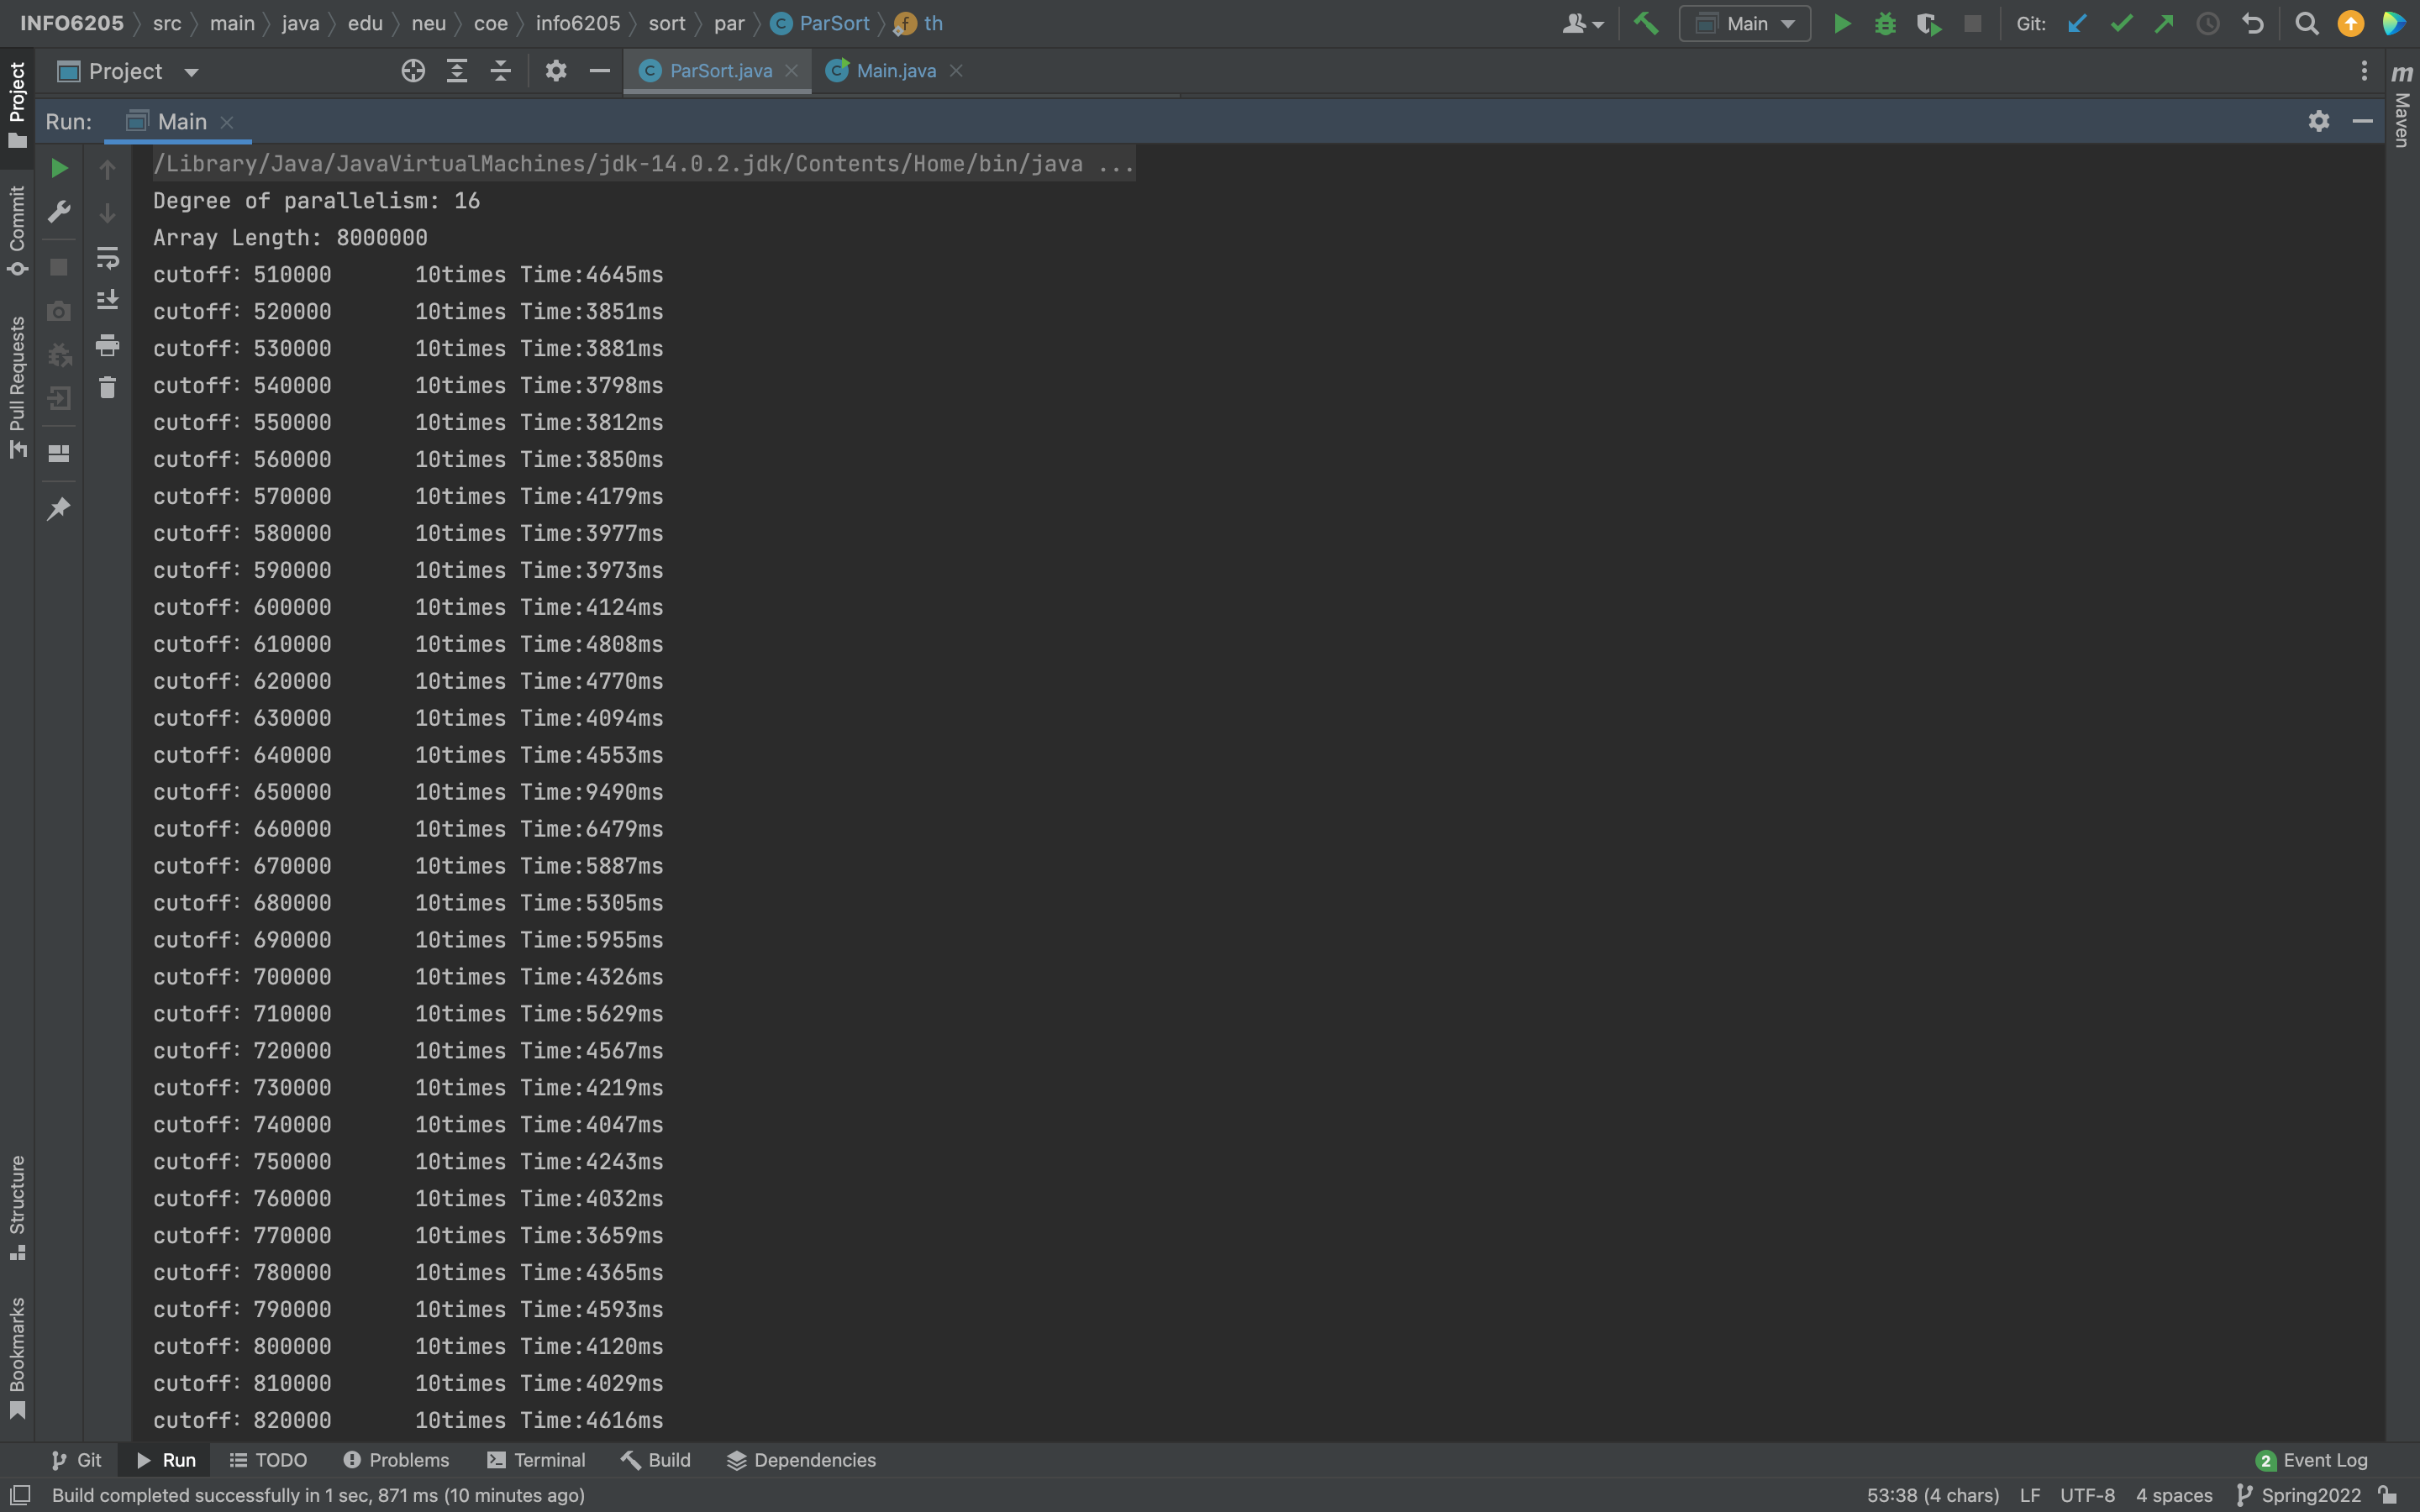 INFO6205 src main java edu neu coe info6205 sort par ParSort th Main Git:
Project ParSort.java Main.java
Run: Main
/Library/Java/JavaVirtualMachines/jdk-14.0.2.jdk/Contents/Home/bin/java ...
Degree of parallelism: 16
Array Length: 8000000
cutoff: 510000 10times Time:4645ms
cutoff: 520000 10times Time:3851ms
cutoff: 530000 10times Time:3881ms
cutoff: 540000 10times Time:3798ms
cutoff: 550000 10times Time:3812ms
cutoff: 560000 10times Time:3850ms
cutoff: 570000 10times Time:4179ms
cutoff: 580000 10times Time:3977ms
cutoff: 590000 10times Time:3973ms
cutoff: 600000 10times Time:4124ms
cutoff: 610000 10times Time:4808ms
cutoff: 620000 10times Time:4770ms
cutoff: 630000 10times Time:4094ms
cutoff: 640000 10times Time:4553ms
cutoff: 650000 10times Time:9490ms
cutoff: 660000 10times Time:6479ms
cutoff: 670000 10times Time:5887ms
cutoff: 680000 10times Time:5305ms
cutoff: 690000 10times Time:5955ms
cutoff: 700000 10times Time:4326ms
cutoff: 710000 10times Time:5629ms
cutoff: 720000 10times Time:4567ms
cutoff: 730000 10times Time:4219ms
cutoff: 740000 10times Time:4047ms
cutoff: 750000 10times Time:4243ms
cutoff: 760000 10times Time:4032ms
cutoff: 770000 10times Time:3659ms
cutoff: 780000 10times Time:4365ms
cutoff: 790000 10times Time:4593ms
cutoff: 800000 10times Time:4120ms
cutoff: 810000 10times Time:4029ms
cutoff: 820000 10times Time:4616ms
Project
Commit
Pull Requests
Structure
Bookmarks
m Maven
Git Run TODO Problems Terminal Build Dependencies 2 Event Log
Build completed successfully in 1 sec, 871 ms (10 minutes ago) 53:38 (4 chars) LF UTF-8 4 spaces Spring2022